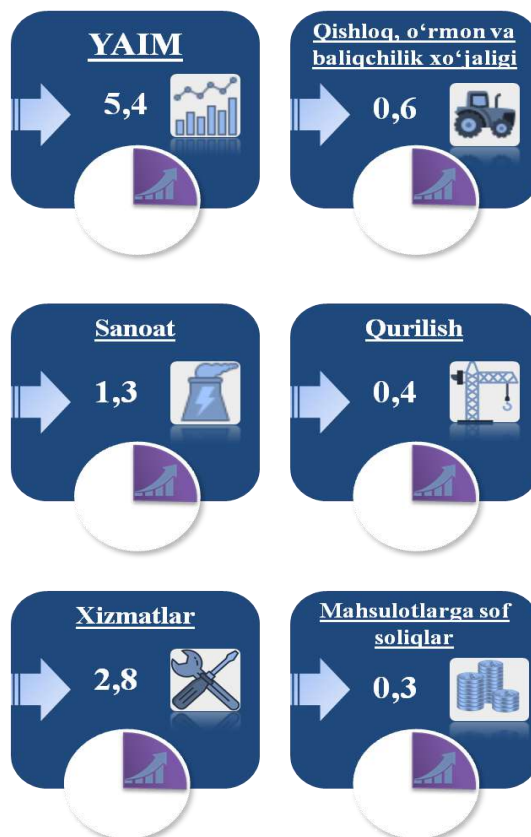 YAIM
5,4
Qishloq, o‘rmon va
baliqchilik xo‘jaligi
0,6
Sanoat
1,3
Qurilish
0,4
Xizmatlar
2,8
Mahsulotlarga sof
soliqlar
0,3